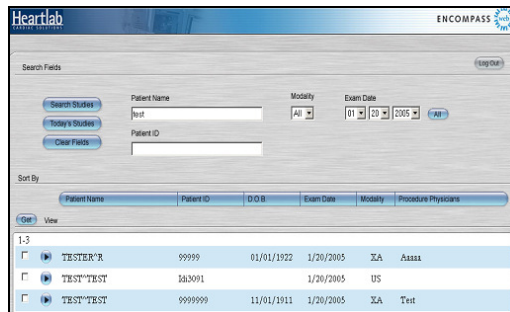 Heartlab
CARDIAC SOLUTIONS
ENCOMPASS web
Search Fields
Log Out
Search Studies
Today's Studies
Clear Fields
Patient Name
test
Patient ID
Modality
All
Exam Date
01 20 2005 All
Sort By
Patient Name Patient ID D.O.B. Exam Date Modality Procedure Physicians
Get View
1-3
TESTER^R 99999 01/01/1922 1/20/2005 XA Aaaaa
TEST^TEST Idi3091 1/20/2005 US
TEST^TEST 9999999 11/01/1911 1/20/2005 XA Test